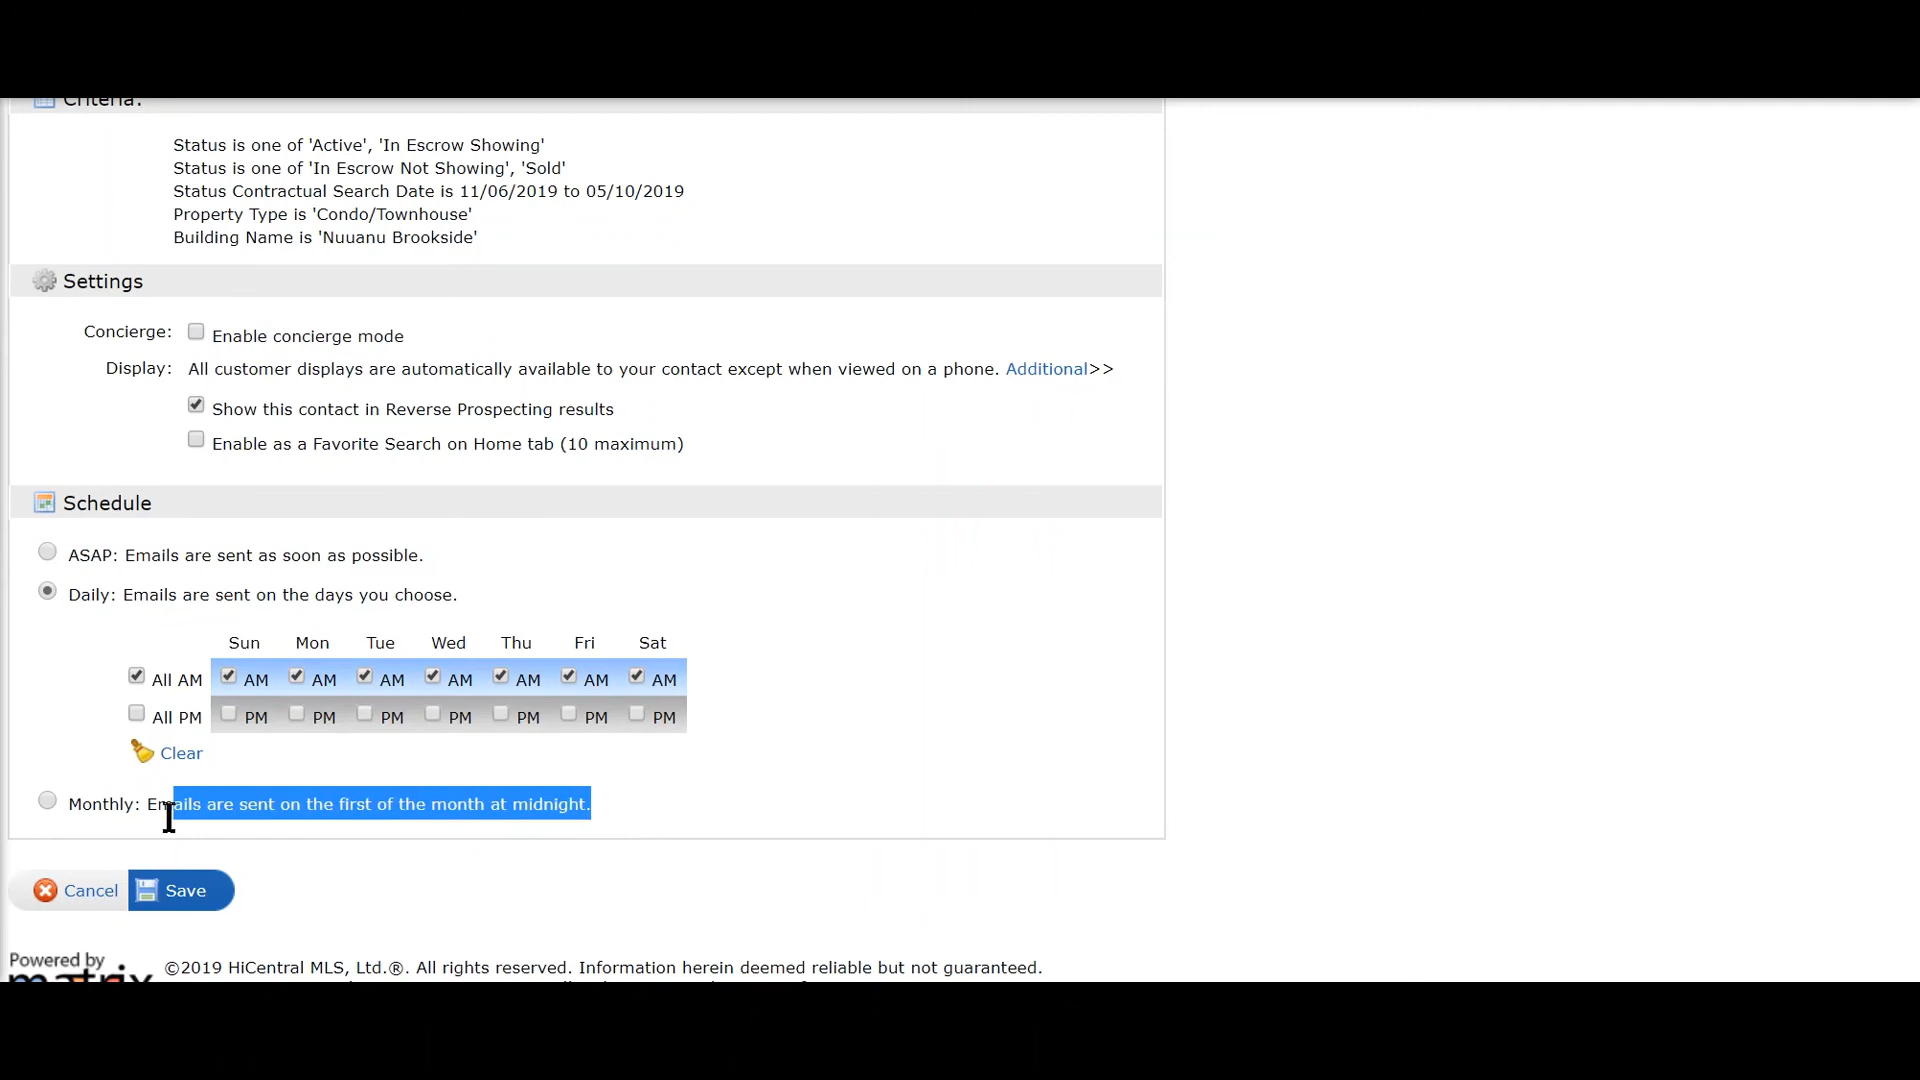 Criteria:
Status is one of 'Active', 'In Escrow Showing'
Status is one of 'In Escrow Not Showing', 'Sold'
Status Contractual Search Date is 11/06/2019 to 05/10/2019
Property Type is 'Condo/Townhouse'
Building Name is 'Nuuanu Brookside'
Settings
Concierge: Enable concierge mode
Display: All customer displays are automatically available to your contact except when viewed on a phone. Additional>>
Show this contact in Reverse Prospecting results
Enable as a Favorite Search on Home tab (10 maximum)
Schedule
ASAP: Emails are sent as soon as possible.
Daily: Emails are sent on the days you choose.
Sun Mon Tue Wed Thu Fri Sat
All AM AM AM AM AM AM AM AM
All PM PM PM PM PM PM PM PM
Clear
Monthly: Emails are sent on the first of the month at midnight.
Cancel Save
Powered by
matrix ©2019 HiCentral MLS, Ltd.®. All rights reserved. Information herein deemed reliable but not guaranteed.